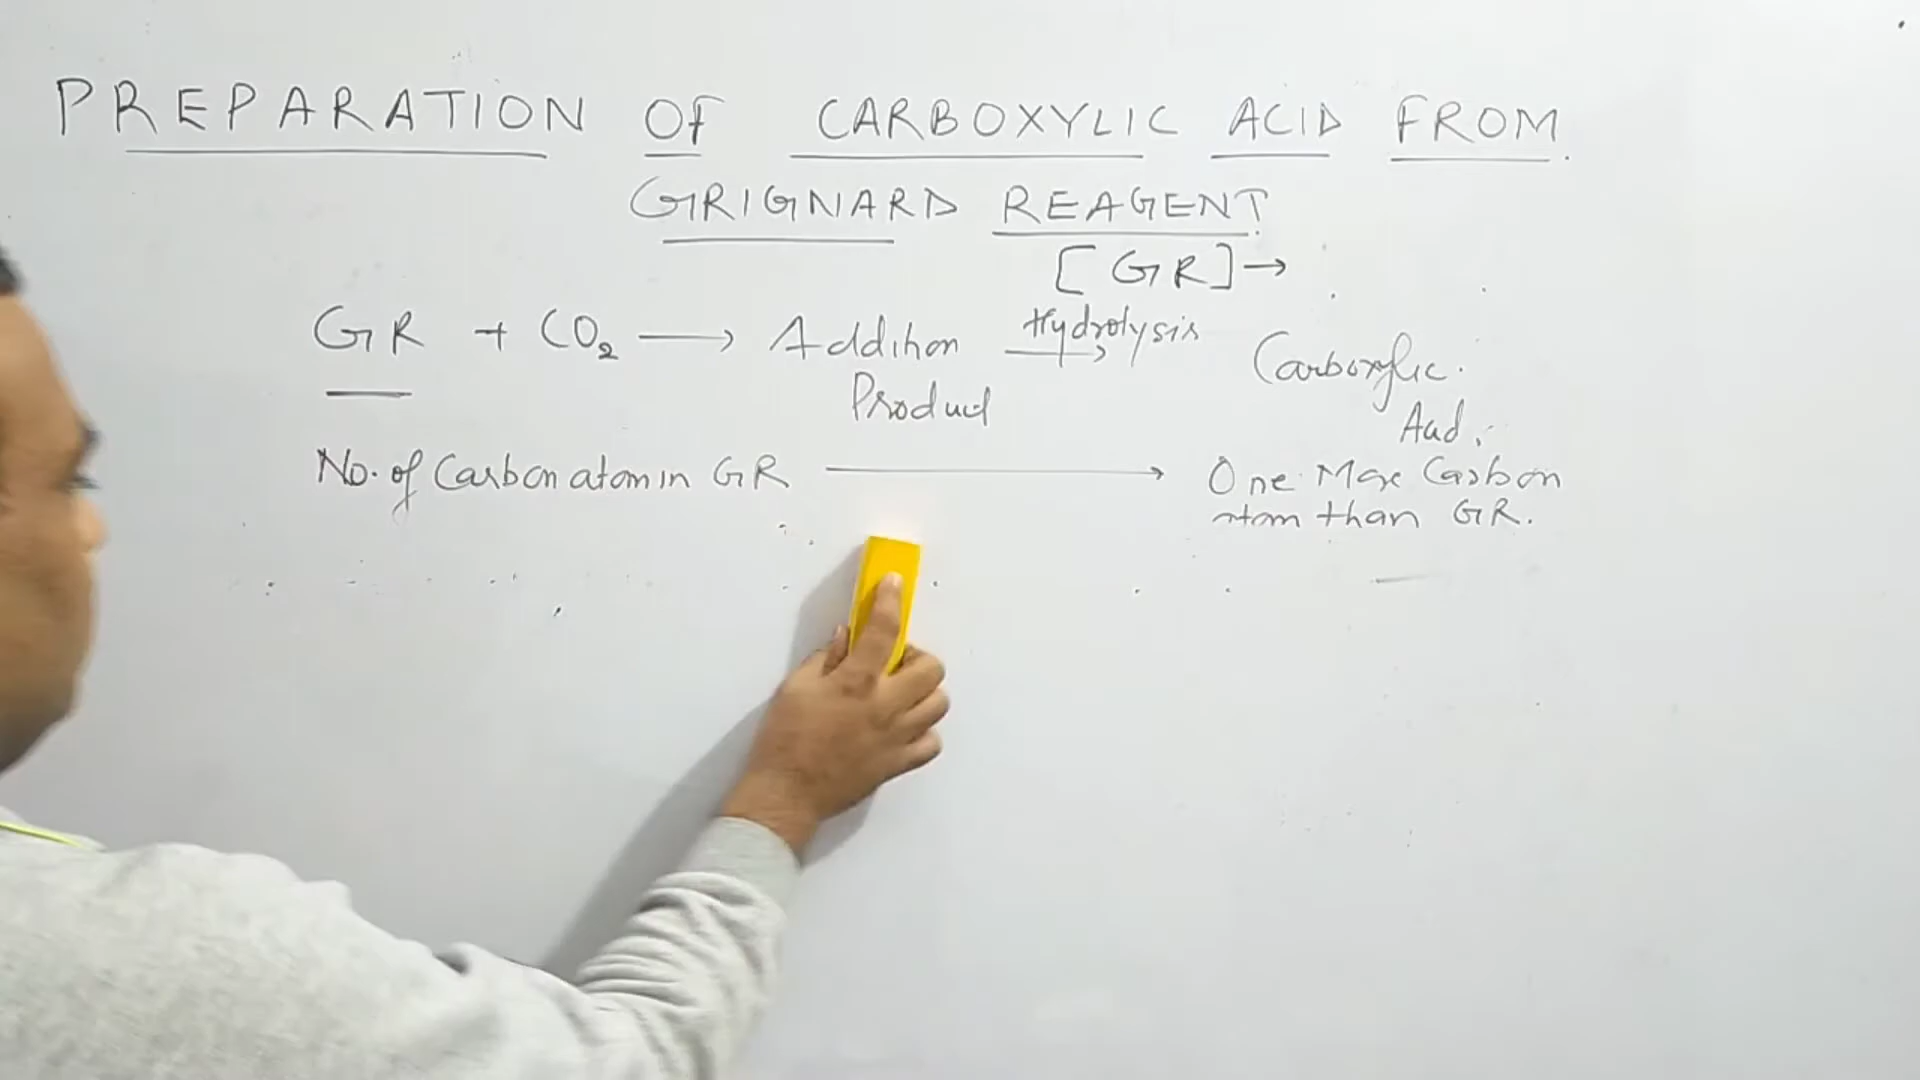 PREPARATION OF CARBOXYLIC ACID FROM
GRIGNARD REAGENT
[GR]→
GR + CO₂ → Addition Hydrolysis → Carboxylic
Product Acid.
No. of Carbon atom in GR → One More Carbon
atom than GR.